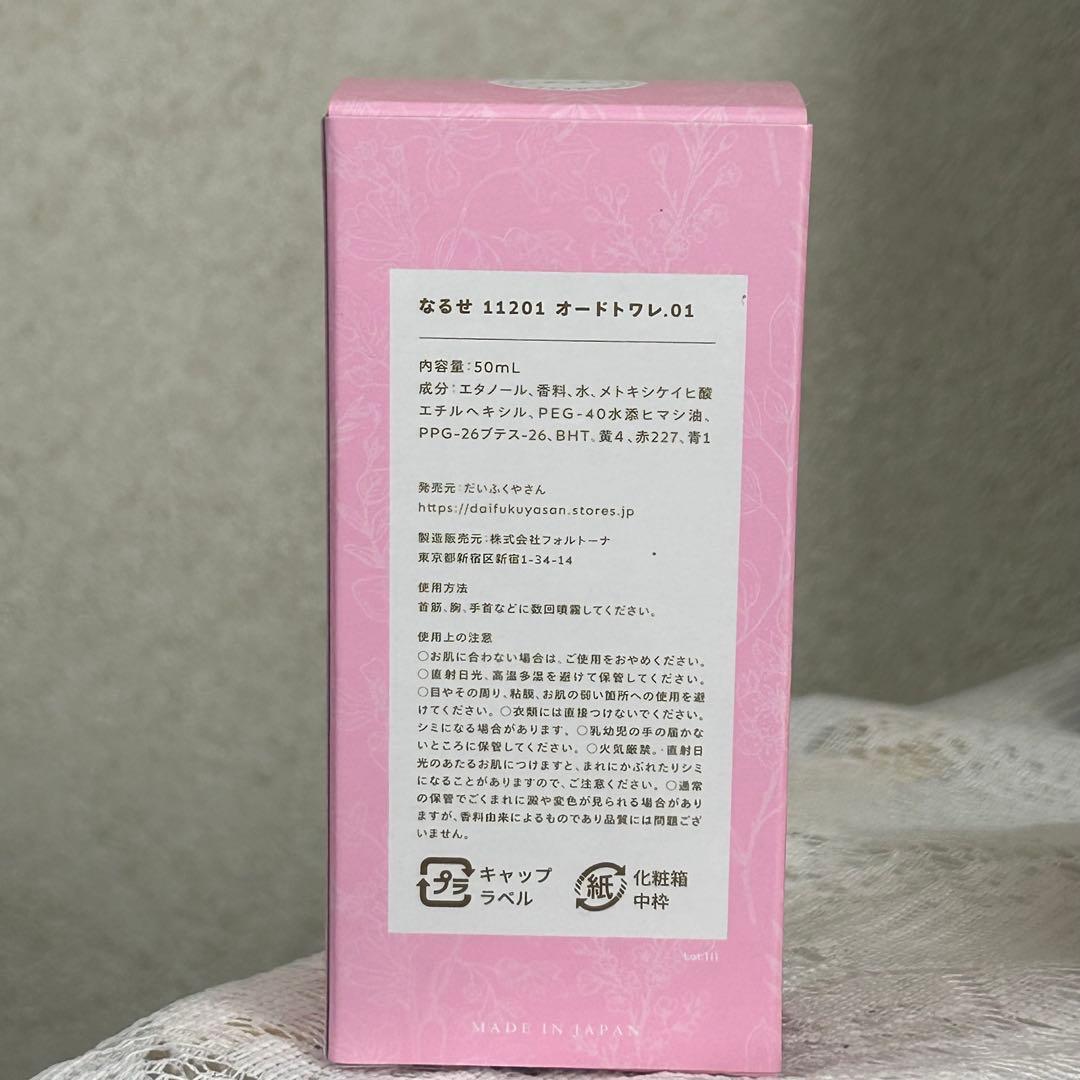 なるせ 11201 オードトワレ.01
内容量:50mL
成分:エタノール、香料、水、メトキシケイヒ酸
エチルヘキシル、PEG-40水添ヒマシ油、
PPG-26ブテス-26、BHT、黄4、赤227、青1
発売元:だいふくやさん
https://daifukuyasan.stores.jp
製造販売元:株式会社フォルトーナ
東京都新宿区新宿1-34-14
使用方法
首筋、胸、手首などに数回噴霧してください。
使用上の注意
○お肌に合わない場合は、ご使用をおやめください。
○直射日光、高温多湿を避けて保管してください。
○目やその周り、粘膜、お肌の弱い箇所への使用を避
けてください。○衣類には直接つけないでください。
シミになる場合があります、○乳幼児の手の届かな
いところに保管してください。○火気厳禁。・直射日
光のあたるお肌につけますと、まれにかぶれたりシミ
になることがありますので、ご注意ください。○通常
の保管でごくまれに澱や変色が見られる場合があり
ますが、香料由来によるものであり品質には問題ござ
いません。
プラ キャップ
ラベル
紙 化粧箱
中枠
MADE IN JAPAN